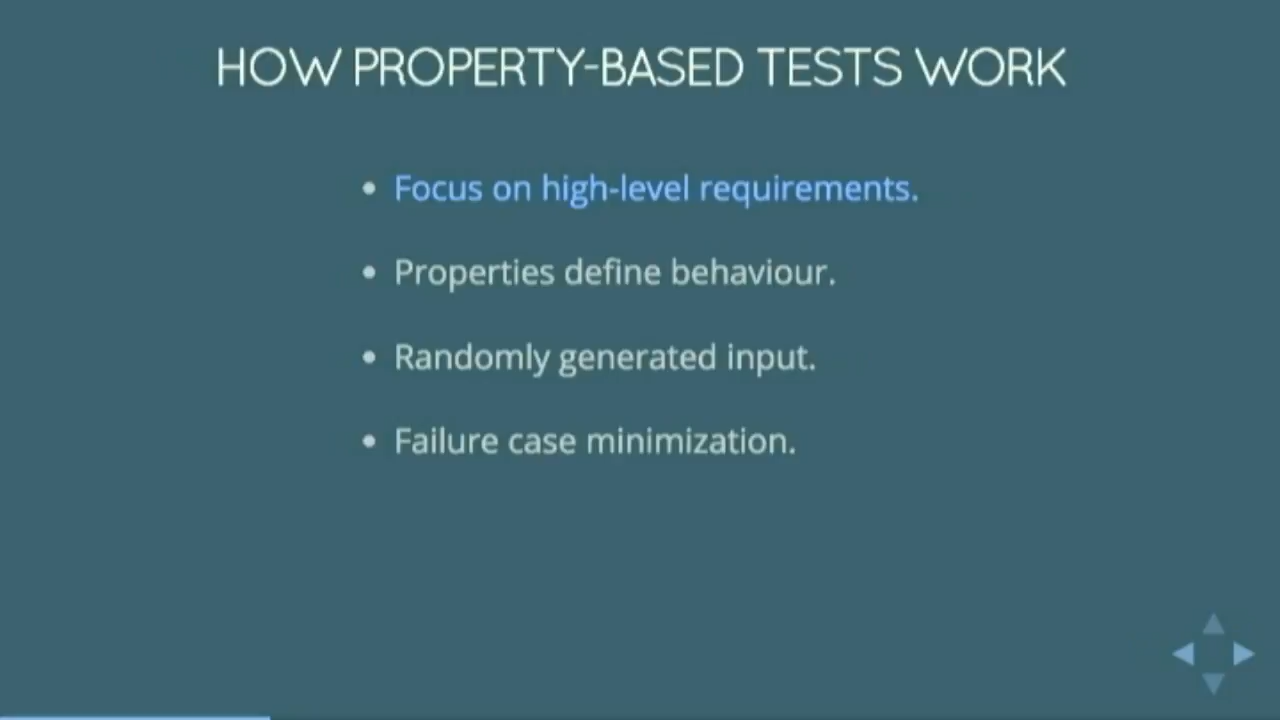 HOW PROPERTY-BASED TESTS WORK
Focus on high-level requirements.
Properties define behaviour.
Randomly generated input.
Failure case minimization.